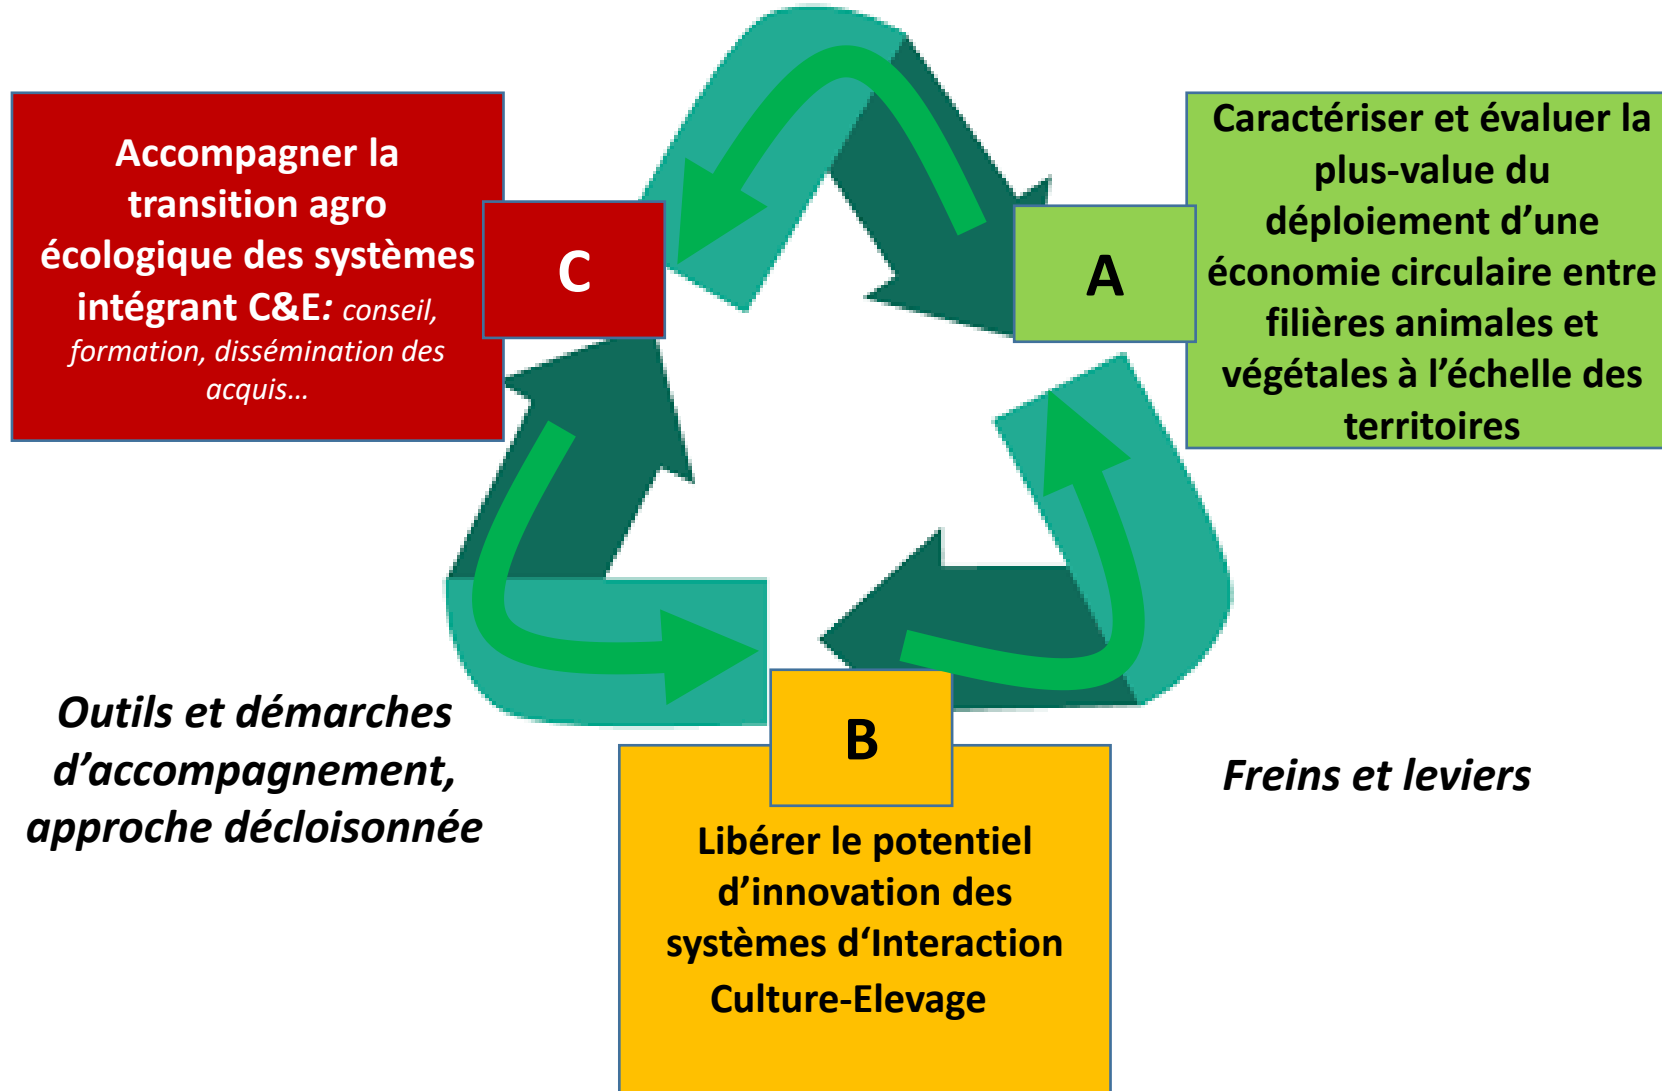 Accompagner la
transition agro
écologique des systèmes
intégrant C&E: conseil,
formation, dissémination des
acquis...
C
A
Caractériser et évaluer la
plus-value du
déploiement d’une
économie circulaire entre
filières animales et
végétales à l’échelle des
territoires
Outils et démarches
d’accompagnement,
approche décloisonnée
B
Libérer le potentiel
d’innovation des
systèmes d‘Interaction
Culture-Elevage
Freins et leviers